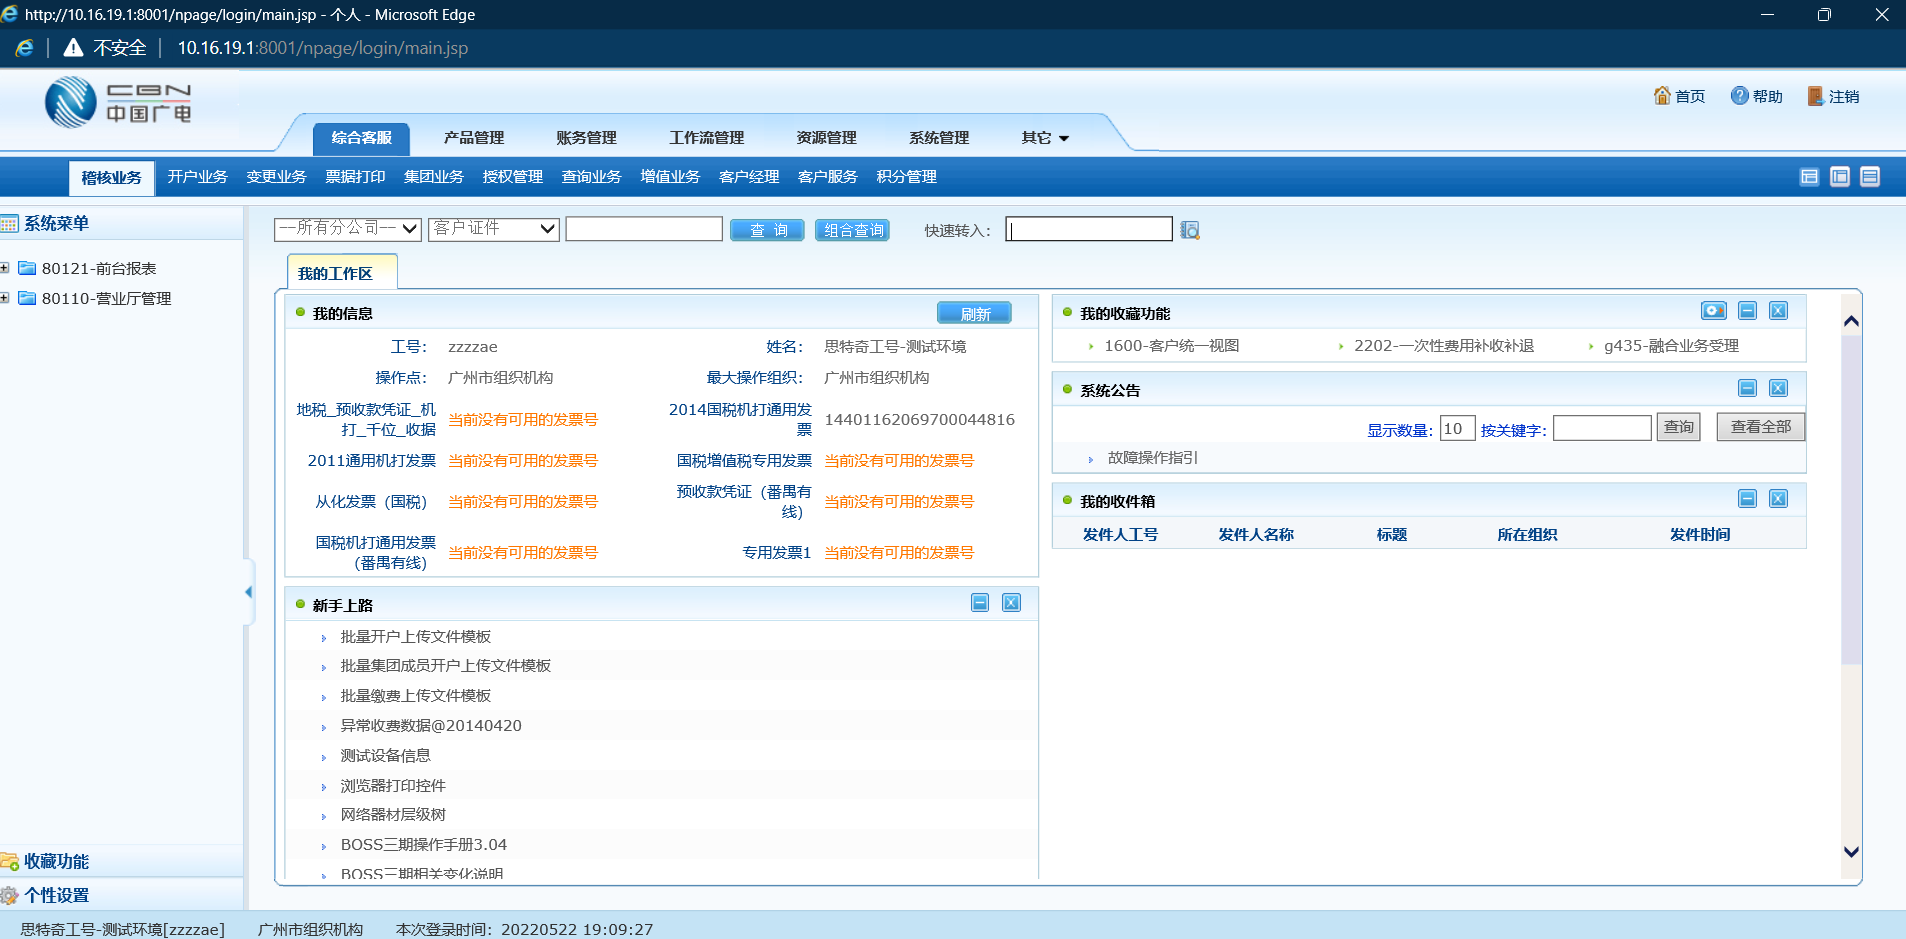 http://10.16.19.1:8001/npage/login/main.jsp - 个人 - Microsoft Edge
不安全 10.16.19.1:8001/npage/login/main.jsp
CBN 中国广电
首页 帮助 注销
综合客服 产品管理 账务管理 工作流管理 资源管理 系统管理 其它
稽核业务 开户业务 变更业务 票据打印 集团业务 授权管理 查询业务 增值业务 客户经理 客户服务 积分管理
系统菜单
80121-前台报表
80110-营业厅管理
收藏功能
个性设置
--所有分公司-- 客户证件 查 询 组合查询 快速转入：
我的工作区
我的信息 刷新
工号： zzzzae 姓名： 思特奇工号-测试环境
操作点： 广州市组织机构 最大操作组织： 广州市组织机构
地税_预收款凭证_机打_千位_收据 当前没有可用的发票号 2014国税机打通用发票 14401162069700044816
2011通用机打发票 当前没有可用的发票号 国税增值税专用发票 当前没有可用的发票号
从化发票（国税） 当前没有可用的发票号 预收款凭证（番禺有线） 当前没有可用的发票号
国税机打通用发票（番禺有线） 当前没有可用的发票号 专用发票1 当前没有可用的发票号
新手上路
批量开户上传文件模板
批量集团成员开户上传文件模板
批量缴费上传文件模板
异常收费数据@20140420
测试设备信息
浏览器打印控件
网络器材层级树
BOSS三期操作手册3.04
BOSS三期相关变化说明
我的收藏功能
1600-客户统一视图 2202-一次性费用补收补退 g435-融合业务受理
系统公告
显示数量: 10 按关键字: 查询 查看全部
故障操作指引
我的收件箱
发件人工号 发件人名称 标题 所在组织 发件时间
思特奇工号-测试环境[zzzzae] 广州市组织机构 本次登录时间：20220522 19:09:27